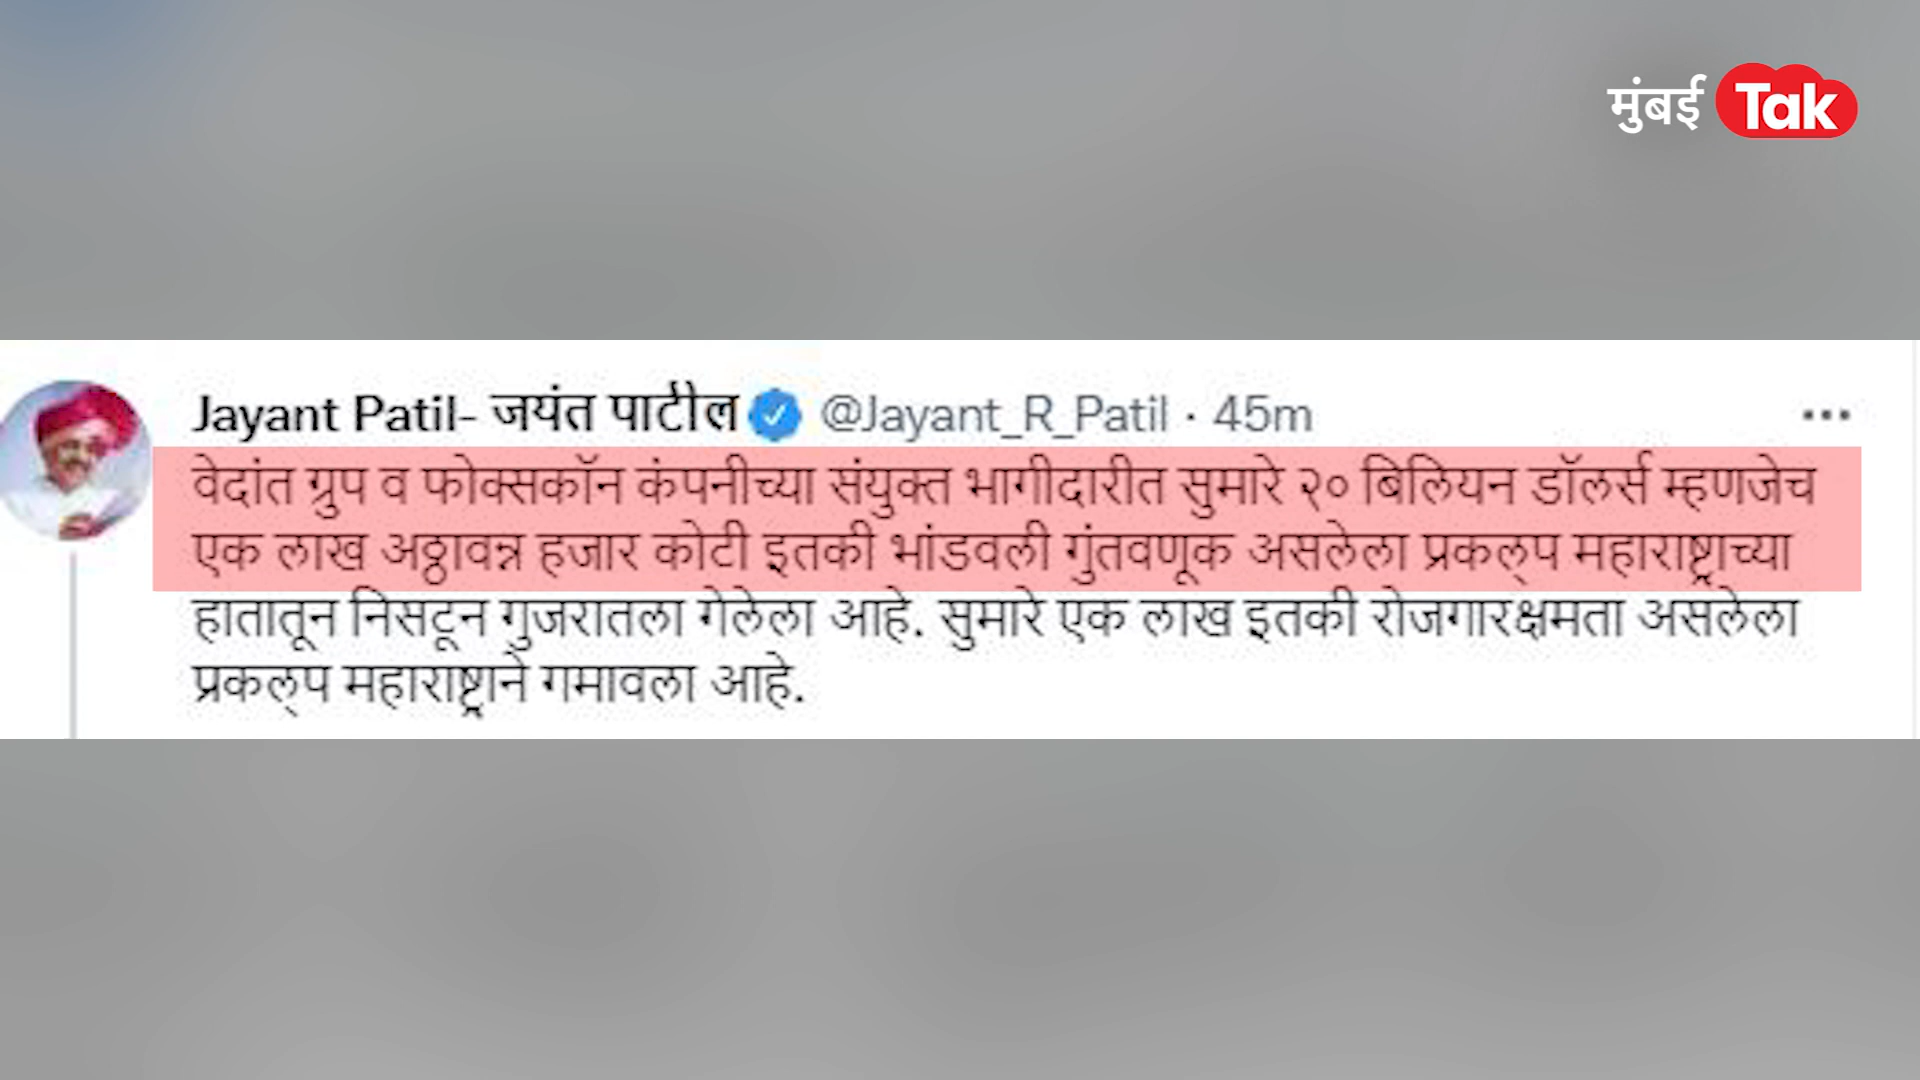 मुंबई Tak
Jayant Patil- जयंत पाटील @Jayant_R_Patil · 45m
वेदांत ग्रुप व फोक्सकॉन कंपनीच्या संयुक्त भागीदारीत सुमारे २० बिलियन डॉलर्स म्हणजेच
एक लाख अठ्ठावन्न हजार कोटी इतकी भांडवली गुंतवणूक असलेला प्रकल्प महाराष्ट्राच्या
हातातून निसटून गुजरातला गेलेला आहे. सुमारे एक लाख इतकी रोजगारक्षमता असलेला
प्रकल्प महाराष्ट्राने गमावला आहे.